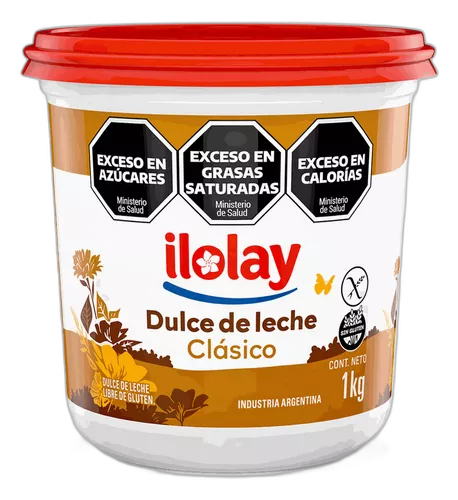 EXCESO EN
AZÚCARES
Ministerio
de Salud
EXCESO EN
GRASAS
SATURADAS
Ministerio
de Salud
EXCESO EN
CALORÍAS
Ministerio
de Salud
ilolay
Dulce de leche
Clásico
SIN GLUTEN
CONT. NETO
1kg
DULCE DE LECHE
LIBRE DE GLUTEN
INDUSTRIA ARGENTINA